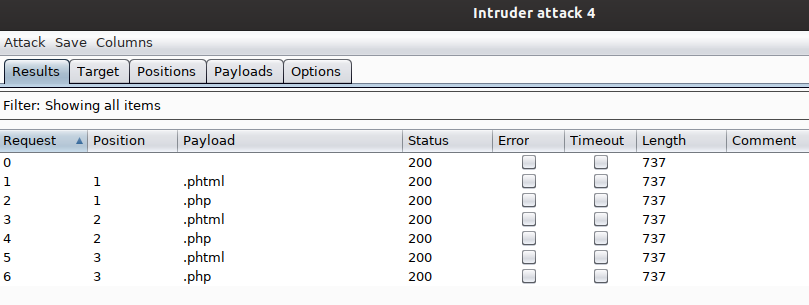 Intruder attack 4
Attack Save Columns
Results Target Positions Payloads Options
Filter: Showing all items
Request Position Payload Status Error Timeout Length Comment
0 200 737
1 1 .phtml 200 737
2 1 .php 200 737
3 2 .phtml 200 737
4 2 .php 200 737
5 3 .phtml 200 737
6 3 .php 200 737